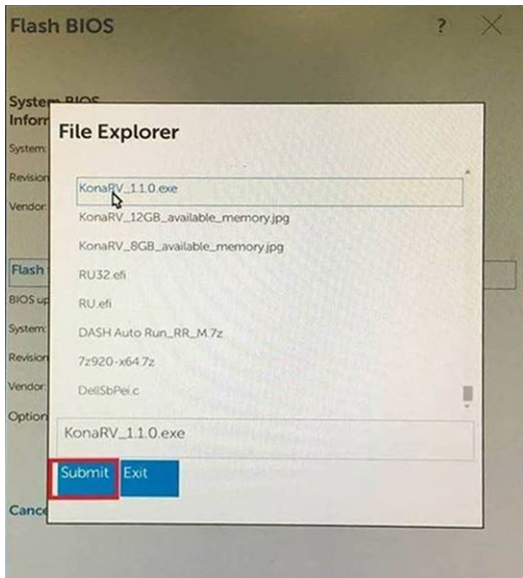 Flash BIOS
?
System BIOS
Infor
System:
Revision
Vendor:
File Explorer
KonaRV_1.1.0.exe
KonaRV_12GB_available_memory.jpg
KonaRV_8GB_available_memory.jpg
RU32.efi
RU.efi
DASH Auto Run_RR_M.7z
7z920-x64.7z
DellSbPei.c
Flash
BIOS up
System:
Revision
Vendor:
Option
KonaRV_1.1.0.exe
Submit Exit
Cance